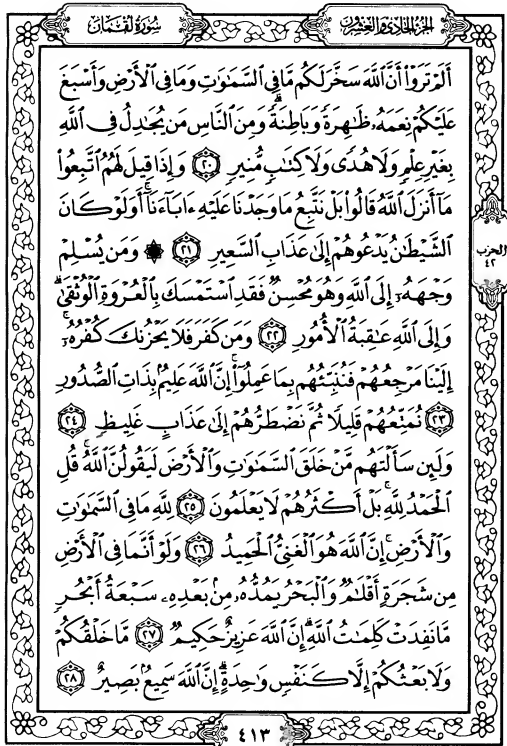 الجزء الحادي والعشرون
سورة لقمان
أَلَمْ تَرَوْا۟ أَنَّ ٱللَّهَ سَخَّرَ لَكُم مَّا فِى ٱلسَّمَـٰوَٰتِ وَمَا فِى ٱلْأَرْضِ وَأَسْبَغَ
عَلَيْكُمْ نِعَمَهُۥ ظَـٰهِرَةً وَبَاطِنَةً ۗ وَمِنَ ٱلنَّاسِ مَن يُجَـٰدِلُ فِى ٱللَّهِ
بِغَيْرِ عِلْمٍ وَلَا هُدًى وَلَا كِتَـٰبٍ مُّنِيرٍ ٢٠ وَإِذَا قِيلَ لَهُمُ ٱتَّبِعُوا۟
مَآ أَنزَلَ ٱللَّهُ قَالُوا۟ بَلْ نَتَّبِعُ مَا وَجَدْنَا عَلَيْهِ ءَابَآءَنَآ ۚ أَوَلَوْ كَانَ
ٱلشَّيْطَـٰنُ يَدْعُوهُمْ إِلَىٰ عَذَابِ ٱلسَّعِيرِ ٢١ ۞ وَمَن يُسْلِمْ
الحزب
٤٢
وَجْهَهُۥٓ إِلَى ٱللَّهِ وَهُوَ مُحْسِنٌ فَقَدِ ٱسْتَمْسَكَ بِٱلْعُرْوَةِ ٱلْوُثْقَىٰ ۗ
وَإِلَى ٱللَّهِ عَـٰقِبَةُ ٱلْأُمُورِ ٢٢ وَمَن كَفَرَ فَلَا يَحْزُنكَ كُفْرُهُۥٓ ۚ
إِلَيْنَا مَرْجِعُهُمْ فَنُنَبِّئُهُم بِمَا عَمِلُوٓا۟ ۚ إِنَّ ٱللَّهَ عَلِيمٌۢ بِذَاتِ ٱلصُّدُورِ
٢٣ نُمَتِّعُهُمْ قَلِيلًا ثُمَّ نَضْطَرُّهُمْ إِلَىٰ عَذَابٍ غَلِيظٍ ٢٤
وَلَئِن سَأَلْتَهُم مَّنْ خَلَقَ ٱلسَّمَـٰوَٰتِ وَٱلْأَرْضَ لَيَقُولُنَّ ٱللَّهُ ۚ قُلِ
ٱلْحَمْدُ لِلَّهِ ۚ بَلْ أَكْثَرُهُمْ لَا يَعْلَمُونَ ٢٥ لِلَّهِ مَا فِى ٱلسَّمَـٰوَٰتِ
وَٱلْأَرْضِ ۚ إِنَّ ٱللَّهَ هُوَ ٱلْغَنِىُّ ٱلْحَمِيدُ ٢٦ وَلَوْ أَنَّمَا فِى ٱلْأَرْضِ
مِن شَجَرَةٍ أَقْلَـٰمٌ وَٱلْبَحْرُ يَمُدُّهُۥ مِنۢ بَعْدِهِۦ سَبْعَةُ أَبْحُرٍ
مَّا نَفِدَتْ كَلِمَـٰتُ ٱللَّهِ ۗ إِنَّ ٱللَّهَ عَزِيزٌ حَكِيمٌ ٢٧ مَّا خَلْقُكُمْ
وَلَا بَعْثُكُمْ إِلَّا كَنَفْسٍ وَٰحِدَةٍ ۗ إِنَّ ٱللَّهَ سَمِيعٌۢ بَصِيرٌ ٢٨
٤١٣